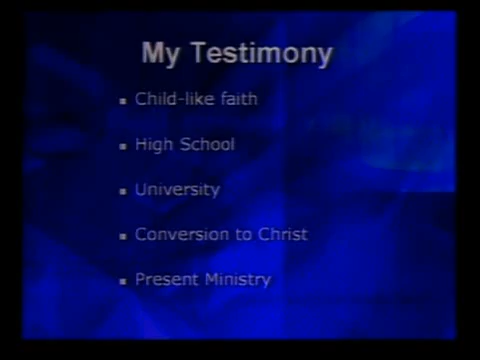 My Testimony
Child-like faith
High School
University
Conversion to Christ
Present Ministry